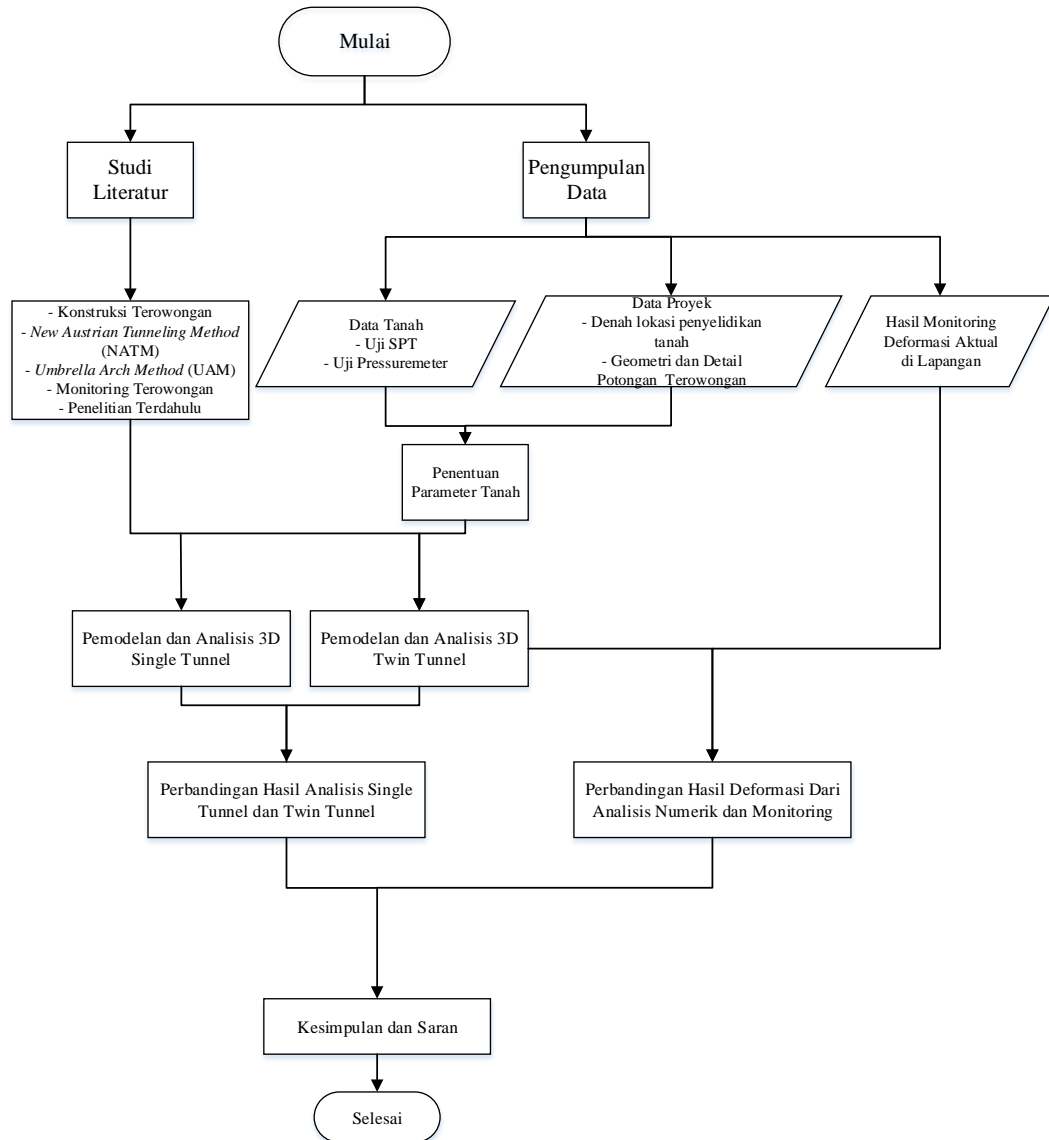 Mulai
Studi
Literatur
Pengumpulan
Data
- Konstruksi Terowongan
- New Austrian Tunneling Method
(NATM)
- Umbrella Arch Method (UAM)
- Monitoring Terowongan
- Penelitian Terdahulu
Data Tanah
- Uji SPT
- Uji Pressuremeter
Data Proyek
- Denah lokasi penyelidikan
tanah
- Geometri dan Detail
Potongan Terowongan
Hasil Monitoring
Deformasi Aktual
di Lapangan
Penentuan
Parameter Tanah
Pemodelan dan Analisis 3D
Single Tunnel
Pemodelan dan Analisis 3D
Twin Tunnel
Perbandingan Hasil Analisis Single
Tunnel dan Twin Tunnel
Perbandingan Hasil Deformasi Dari
Analisis Numerik dan Monitoring
Kesimpulan dan Saran
Selesai